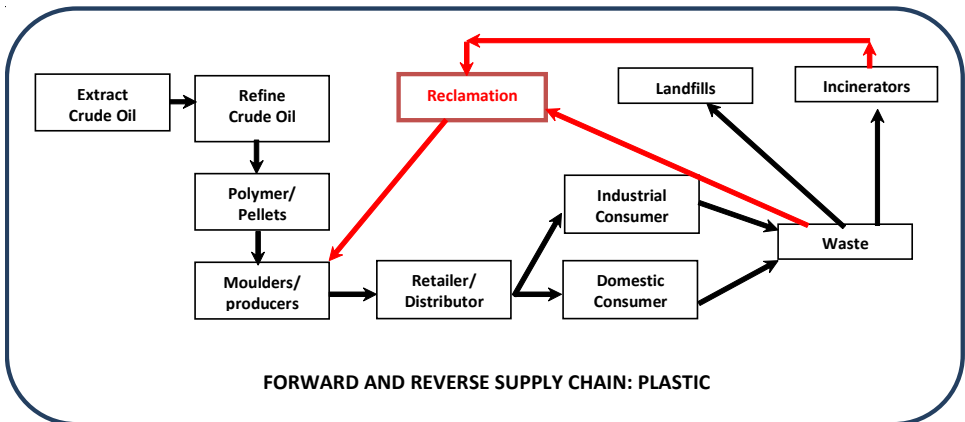 Extract
Crude Oil
Refine
Crude Oil
Reclamation
Landfills
Incinerators
Polymer/
Pellets
Industrial
Consumer
Waste
Moulders/
producers
Retailer/
Distributor
Domestic
Consumer
FORWARD AND REVERSE SUPPLY CHAIN: PLASTIC